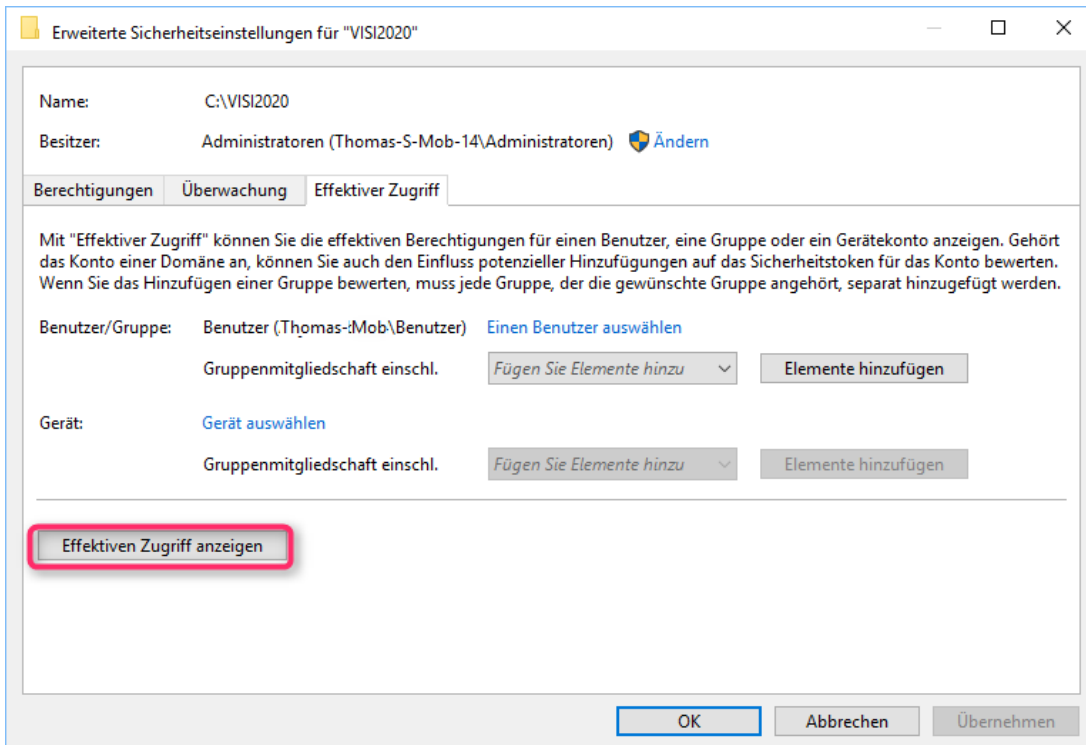 Erweiterte Sicherheitseinstellungen für "VISI2020"
Name: C:\VISI2020
Besitzer: Administratoren (Thomas-S-Mob-14\Administratoren) Ändern
Berechtigungen Überwachung Effektiver Zugriff
Mit "Effektiver Zugriff" können Sie die effektiven Berechtigungen für einen Benutzer, eine Gruppe oder ein Gerätekonto anzeigen. Gehört
das Konto einer Domäne an, können Sie auch den Einfluss potenzieller Hinzufügungen auf das Sicherheitstoken für das Konto bewerten.
Wenn Sie das Hinzufügen einer Gruppe bewerten, muss jede Gruppe, der die gewünschte Gruppe angehört, separat hinzugefügt werden.
Benutzer/Gruppe: Benutzer (.Thomas-:Mob-\Benutzer) Einen Benutzer auswählen
Gruppenmitgliedschaft einschl. Fügen Sie Elemente hinzu Elemente hinzufügen
Gerät: Gerät auswählen
Gruppenmitgliedschaft einschl. Fügen Sie Elemente hinzu Elemente hinzufügen
Effektiven Zugriff anzeigen
OK Abbrechen Übernehmen